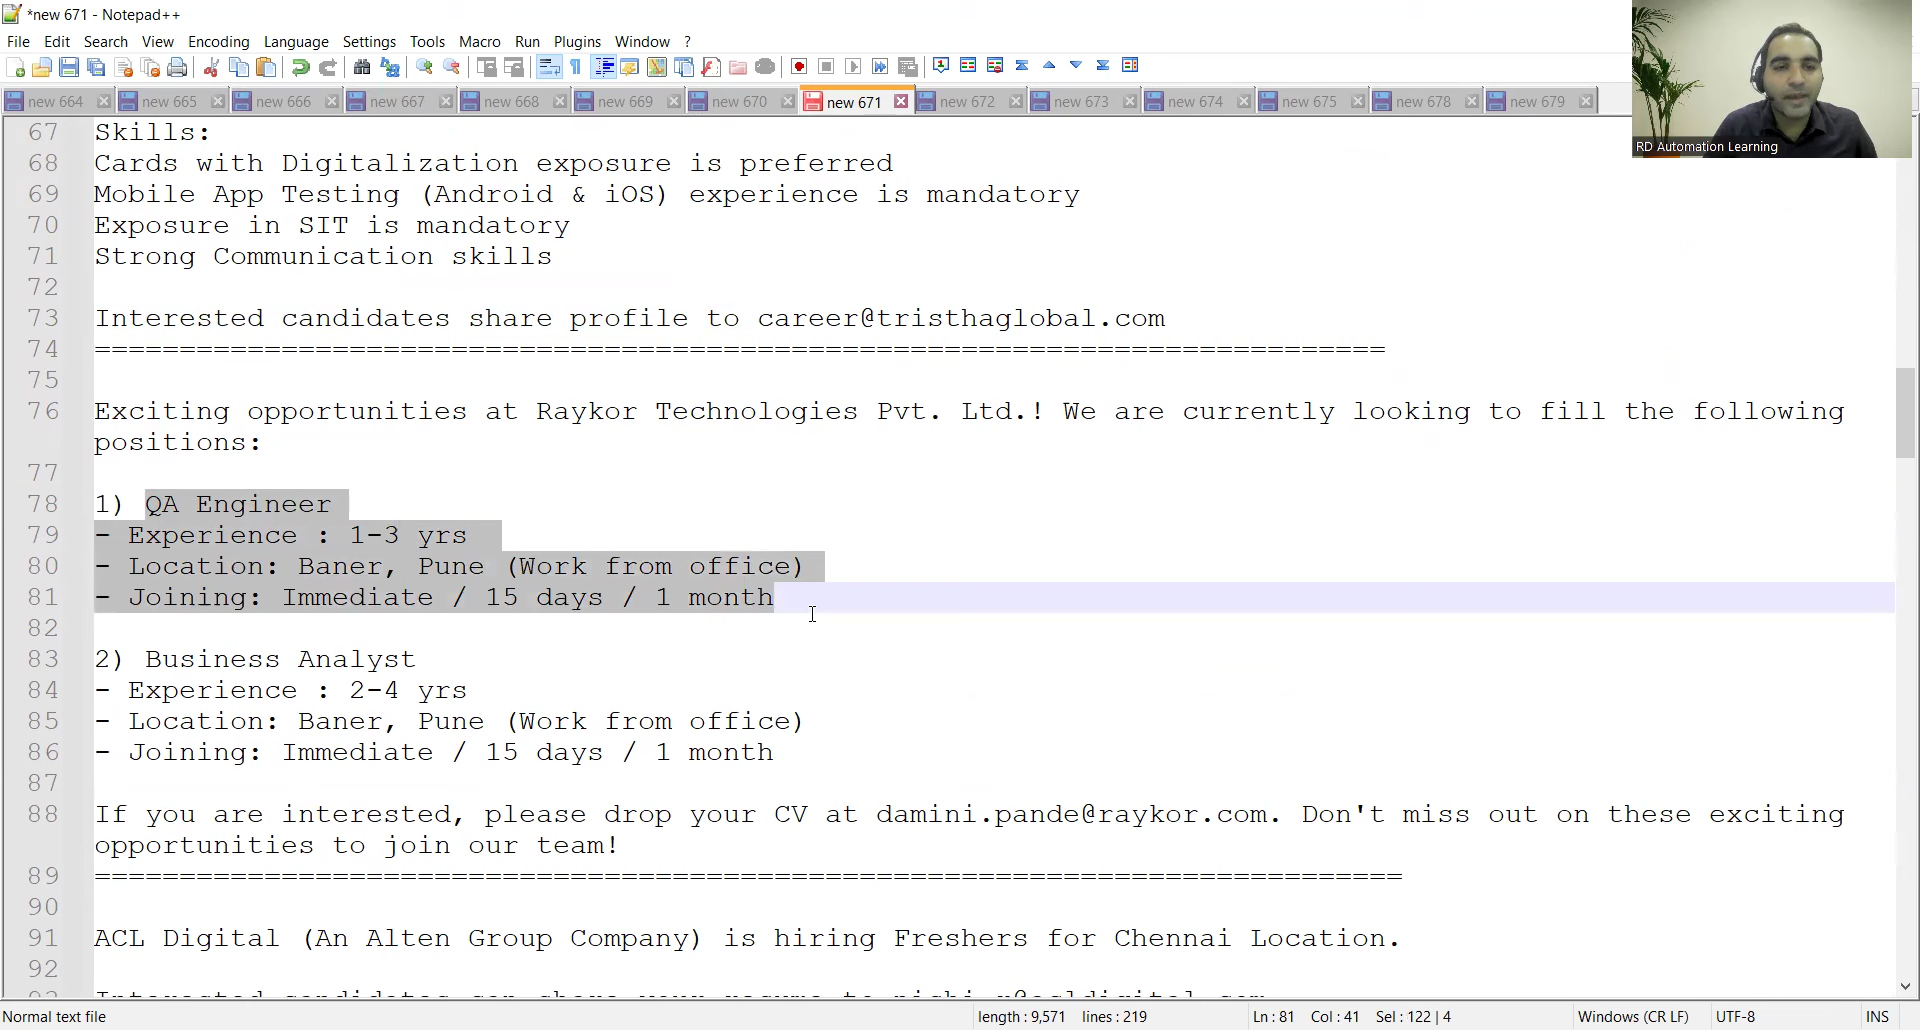 *new 671 - Notepad++
File Edit Search View Encoding Language Settings Tools Macro Run Plugins Window ?
new 664 new 665 new 666 new 667 new 668 new 669 new 670 new 671 new 672 new 673 new 674 new 675 new 678 new 679
RD Automation Learning
67 Skills:
68 Cards with Digitalization exposure is preferred
69 Mobile App Testing (Android & iOS) experience is mandatory
70 Exposure in SIT is mandatory
71 Strong Communication skills
72
73 Interested candidates share profile to career@tristhaglobal.com
74 ============================================================================
75
76 Exciting opportunities at Raykor Technologies Pvt. Ltd.! We are currently looking to fill the following
positions:
77
78 1) QA Engineer
79 - Experience : 1-3 yrs
80 - Location: Baner, Pune (Work from office)
81 - Joining: Immediate / 15 days / 1 month
82
83 2) Business Analyst
84 - Experience : 2-4 yrs
85 - Location: Baner, Pune (Work from office)
86 - Joining: Immediate / 15 days / 1 month
87
88 If you are interested, please drop your CV at damini.pande@raykor.com. Don't miss out on these exciting
opportunities to join our team!
89 =============================================================================
90
91 ACL Digital (An Alten Group Company) is hiring Freshers for Chennai Location.
92
Normal text file length : 9,571 lines : 219 Ln : 81 Col : 41 Sel : 122 | 4 Windows (CR LF) UTF-8 INS